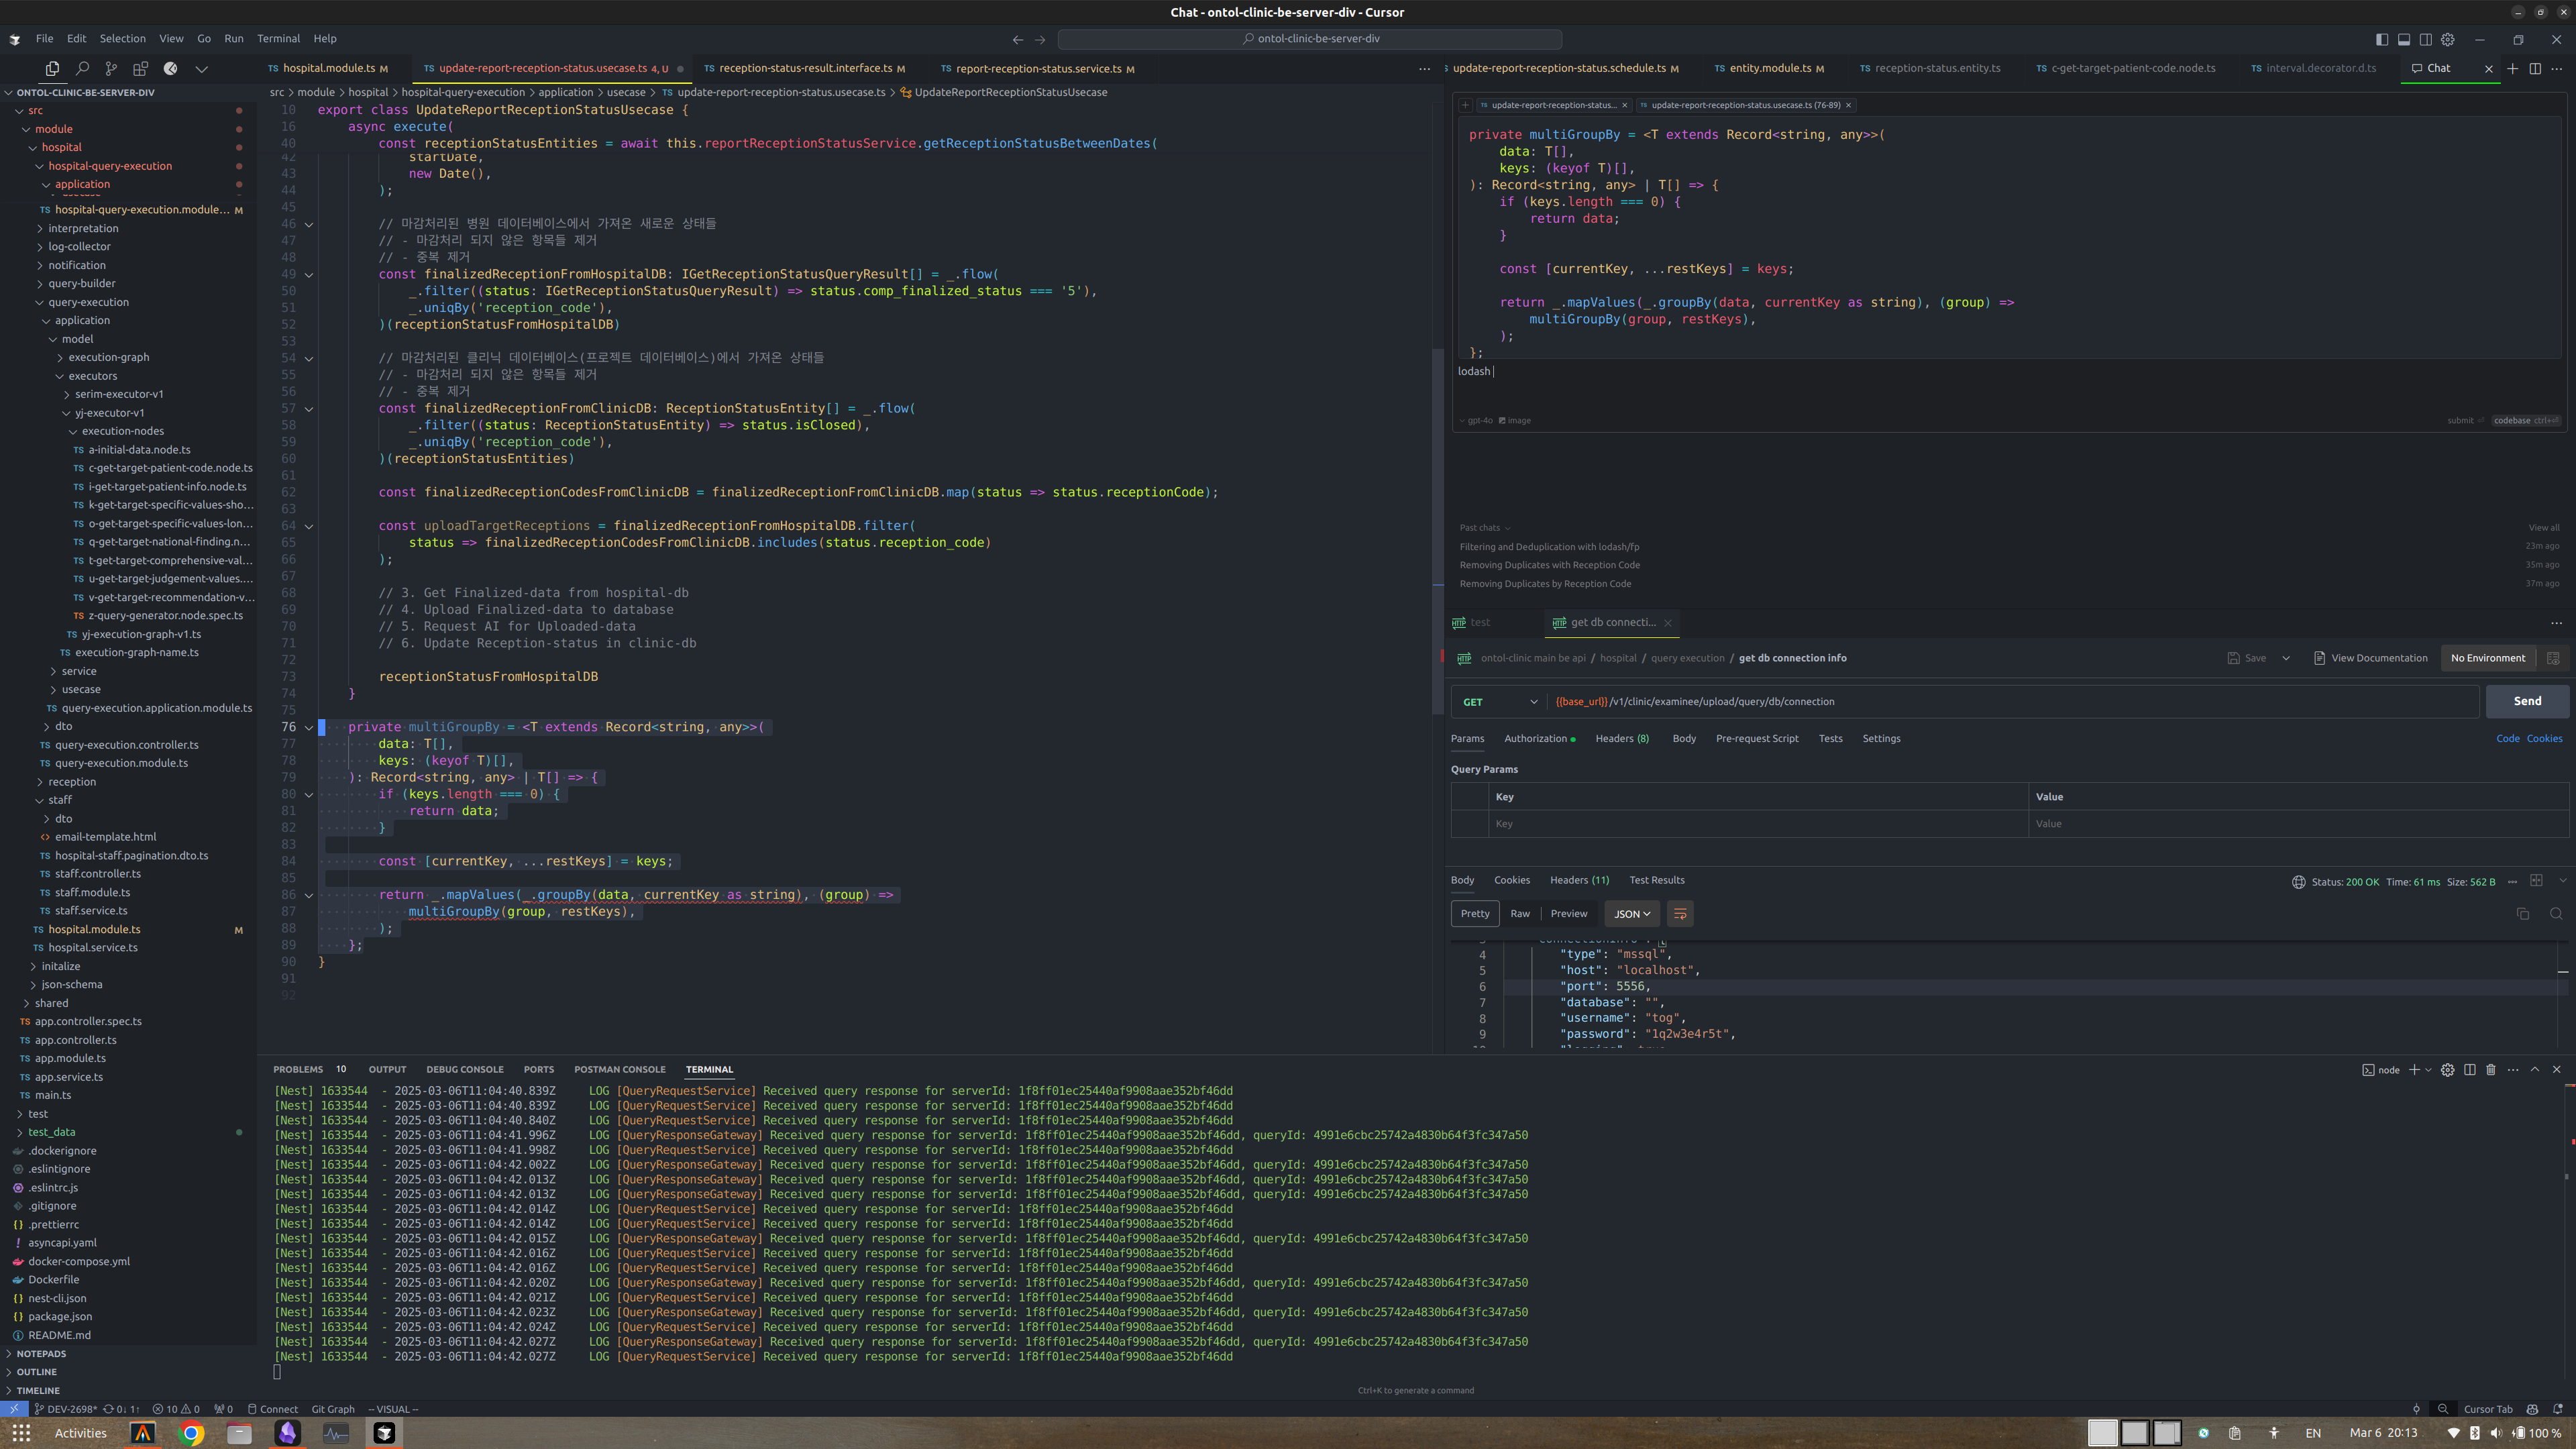 Chat - ontol-clinic-be-server-div - Cursor
File Edit Selection View Go Run Terminal Help
ontol-clinic-be-server-div
hospital.module.ts M
update-report-reception-status.usecase.ts 4, U
reception-status-result.interface.ts M
report-reception-status.service.ts M
update-report-reception-status.schedule.ts M
entity.module.ts M
reception-status.entity.ts
c-get-target-patient-code.node.ts
interval.decorator.d.ts
Chat
ONTOL-CLINIC-BE-SERVER-DIV
src
module
hospital
hospital-query-execution
application
hospital-query-execution.module... M
interpretation
log-collector
notification
query-builder
query-execution
application
model
execution-graph
executors
serim-executor-v1
yj-executor-v1
execution-nodes
a-initial-data.node.ts
c-get-target-patient-code.node.ts
i-get-target-patient-info.node.ts
k-get-target-specific-values-sho...
o-get-target-specific-values-lon...
q-get-target-national-finding.n...
t-get-target-comprehensive-val...
u-get-target-judgement-values....
v-get-target-recommendation-v...
z-query-generator.node.spec.ts
yj-execution-graph-v1.ts
execution-graph-name.ts
service
usecase
query-execution.application.module.ts
dto
query-execution.controller.ts
query-execution.module.ts
reception
staff
dto
email-template.html
hospital-staff.pagination.dto.ts
staff.controller.ts
staff.module.ts
staff.service.ts
hospital.module.ts M
hospital.service.ts
initalize
json-schema
shared
app.controller.spec.ts
app.controller.ts
app.module.ts
app.service.ts
main.ts
test
test_data
.dockerignore
.eslintignore
.eslintrc.js
.gitignore
.prettierrc
asyncapi.yaml
docker-compose.yml
Dockerfile
nest-cli.json
package.json
README.md
NOTEPADS
OUTLINE
TIMELINE
src > module > hospital > hospital-query-execution > application > usecase > update-report-reception-status.usecase.ts > UpdateReportReceptionStatusUsecase
10 export class UpdateReportReceptionStatusUsecase {
16 async execute(
40 const receptionStatusEntities = await this.reportReceptionStatusService.getReceptionStatusBetweenDates(
42 startDate,
43 new Date(),
44 );
45
46 // 마감처리된 병원 데이터베이스에서 가져온 새로운 상태들
47 // - 마감처리 되지 않은 항목들 제거
48 // - 중복 제거
49 const finalizedReceptionFromHospitalDB: IGetReceptionStatusQueryResult[] = _.flow(
50 _.filter((status: IGetReceptionStatusQueryResult) => status.comp_finalized_status === '5'),
51 _.uniqBy('reception_code'),
52 )(receptionStatusFromHospitalDB)
53
54 // 마감처리된 클리닉 데이터베이스(프로젝트 데이터베이스)에서 가져온 상태들
55 // - 마감처리 되지 않은 항목들 제거
56 // - 중복 제거
57 const finalizedReceptionFromClinicDB: ReceptionStatusEntity[] = _.flow(
58 _.filter((status: ReceptionStatusEntity) => status.isClosed),
59 _.uniqBy('reception_code'),
60 )(receptionStatusEntities)
61
62 const finalizedReceptionCodesFromClinicDB = finalizedReceptionFromClinicDB.map(status => status.receptionCode);
63
64 const uploadTargetReceptions = finalizedReceptionFromHospitalDB.filter(
65 status => finalizedReceptionCodesFromClinicDB.includes(status.reception_code)
66 );
67
68 // 3. Get Finalized-data from hospital-db
69 // 4. Upload Finalized-data to database
70 // 5. Request AI for Uploaded-data
71 // 6. Update Reception-status in clinic-db
72
73 receptionStatusFromHospitalDB
74 }
75
76 private multiGroupBy = <T extends Record<string, any>>(
77 data: T[],
78 keys: (keyof T)[],
79 ): Record<string, any> | T[] => {
80 if (keys.length === 0) {
81 return data;
82 }
83
84 const [currentKey, ...restKeys] = keys;
85
86 return _.mapValues(_.groupBy(data, currentKey as string), (group) =>
87 multiGroupBy(group, restKeys),
88 );
89 };
90 }
91
92
update-report-reception-status... ×
update-report-reception-status.usecase.ts (76-89) ×
private multiGroupBy = <T extends Record<string, any>>(
data: T[],
keys: (keyof T)[],
): Record<string, any> | T[] => {
if (keys.length === 0) {
return data;
}
const [currentKey, ...restKeys] = keys;
return _.mapValues(_.groupBy(data, currentKey as string), (group) =>
multiGroupBy(group, restKeys),
);
};
lodash
gpt-4o image
submit codebase ctrl+⏎
Past chats View all
Filtering and Deduplication with lodash/fp 23m ago
Removing Duplicates with Reception Code 35m ago
Removing Duplicates by Reception Code 37m ago
test
get db connecti...
ontol-clinic main be api / hospital / query execution / get db connection info
Save View Documentation No Environment
GET {{base_url}}/v1/clinic/examinee/upload/query/db/connection Send
Params Authorization Headers (8) Body Pre-request Script Tests Settings Code Cookies
Query Params
Key Value
Key Value
Body Cookies Headers (11) Test Results Status: 200 OK Time: 61 ms Size: 562 B
Pretty Raw Preview JSON
4 "type": "mssql",
5 "host": "localhost",
6 "port": 5556,
7 "database": "",
8 "username": "tog",
9 "password": "1q2w3e4r5t",
PROBLEMS 10 OUTPUT DEBUG CONSOLE PORTS POSTMAN CONSOLE TERMINAL node
[Nest] 1633544 - 2025-03-06T11:04:40.839Z LOG [QueryRequestService] Received query response for serverId: 1f8ff01ec25440af9908aae352bf46dd
[Nest] 1633544 - 2025-03-06T11:04:40.839Z LOG [QueryRequestService] Received query response for serverId: 1f8ff01ec25440af9908aae352bf46dd
[Nest] 1633544 - 2025-03-06T11:04:40.840Z LOG [QueryRequestService] Received query response for serverId: 1f8ff01ec25440af9908aae352bf46dd
[Nest] 1633544 - 2025-03-06T11:04:41.996Z LOG [QueryResponseGateway] Received query response for serverId: 1f8ff01ec25440af9908aae352bf46dd, queryId: 4991e6cbc25742a4830b64f3fc347a50
[Nest] 1633544 - 2025-03-06T11:04:41.998Z LOG [QueryRequestService] Received query response for serverId: 1f8ff01ec25440af9908aae352bf46dd
[Nest] 1633544 - 2025-03-06T11:04:42.002Z LOG [QueryResponseGateway] Received query response for serverId: 1f8ff01ec25440af9908aae352bf46dd, queryId: 4991e6cbc25742a4830b64f3fc347a50
[Nest] 1633544 - 2025-03-06T11:04:42.013Z LOG [QueryResponseGateway] Received query response for serverId: 1f8ff01ec25440af9908aae352bf46dd, queryId: 4991e6cbc25742a4830b64f3fc347a50
[Nest] 1633544 - 2025-03-06T11:04:42.013Z LOG [QueryResponseGateway] Received query response for serverId: 1f8ff01ec25440af9908aae352bf46dd, queryId: 4991e6cbc25742a4830b64f3fc347a50
[Nest] 1633544 - 2025-03-06T11:04:42.014Z LOG [QueryRequestService] Received query response for serverId: 1f8ff01ec25440af9908aae352bf46dd
[Nest] 1633544 - 2025-03-06T11:04:42.014Z LOG [QueryRequestService] Received query response for serverId: 1f8ff01ec25440af9908aae352bf46dd
[Nest] 1633544 - 2025-03-06T11:04:42.015Z LOG [QueryResponseGateway] Received query response for serverId: 1f8ff01ec25440af9908aae352bf46dd, queryId: 4991e6cbc25742a4830b64f3fc347a50
[Nest] 1633544 - 2025-03-06T11:04:42.016Z LOG [QueryRequestService] Received query response for serverId: 1f8ff01ec25440af9908aae352bf46dd
[Nest] 1633544 - 2025-03-06T11:04:42.016Z LOG [QueryRequestService] Received query response for serverId: 1f8ff01ec25440af9908aae352bf46dd
[Nest] 1633544 - 2025-03-06T11:04:42.020Z LOG [QueryResponseGateway] Received query response for serverId: 1f8ff01ec25440af9908aae352bf46dd, queryId: 4991e6cbc25742a4830b64f3fc347a50
[Nest] 1633544 - 2025-03-06T11:04:42.021Z LOG [QueryRequestService] Received query response for serverId: 1f8ff01ec25440af9908aae352bf46dd
[Nest] 1633544 - 2025-03-06T11:04:42.023Z LOG [QueryResponseGateway] Received query response for serverId: 1f8ff01ec25440af9908aae352bf46dd, queryId: 4991e6cbc25742a4830b64f3fc347a50
[Nest] 1633544 - 2025-03-06T11:04:42.024Z LOG [QueryRequestService] Received query response for serverId: 1f8ff01ec25440af9908aae352bf46dd
[Nest] 1633544 - 2025-03-06T11:04:42.027Z LOG [QueryResponseGateway] Received query response for serverId: 1f8ff01ec25440af9908aae352bf46dd, queryId: 4991e6cbc25742a4830b64f3fc347a50
[Nest] 1633544 - 2025-03-06T11:04:42.027Z LOG [QueryRequestService] Received query response for serverId: 1f8ff01ec25440af9908aae352bf46dd
Ctrl+K to generate a command
DEV-2698* 0↓ 1↑ 10 0 0 Connect Git Graph -- VISUAL -- Cursor Tab
Activities EN Mar 6 20:13 100 %